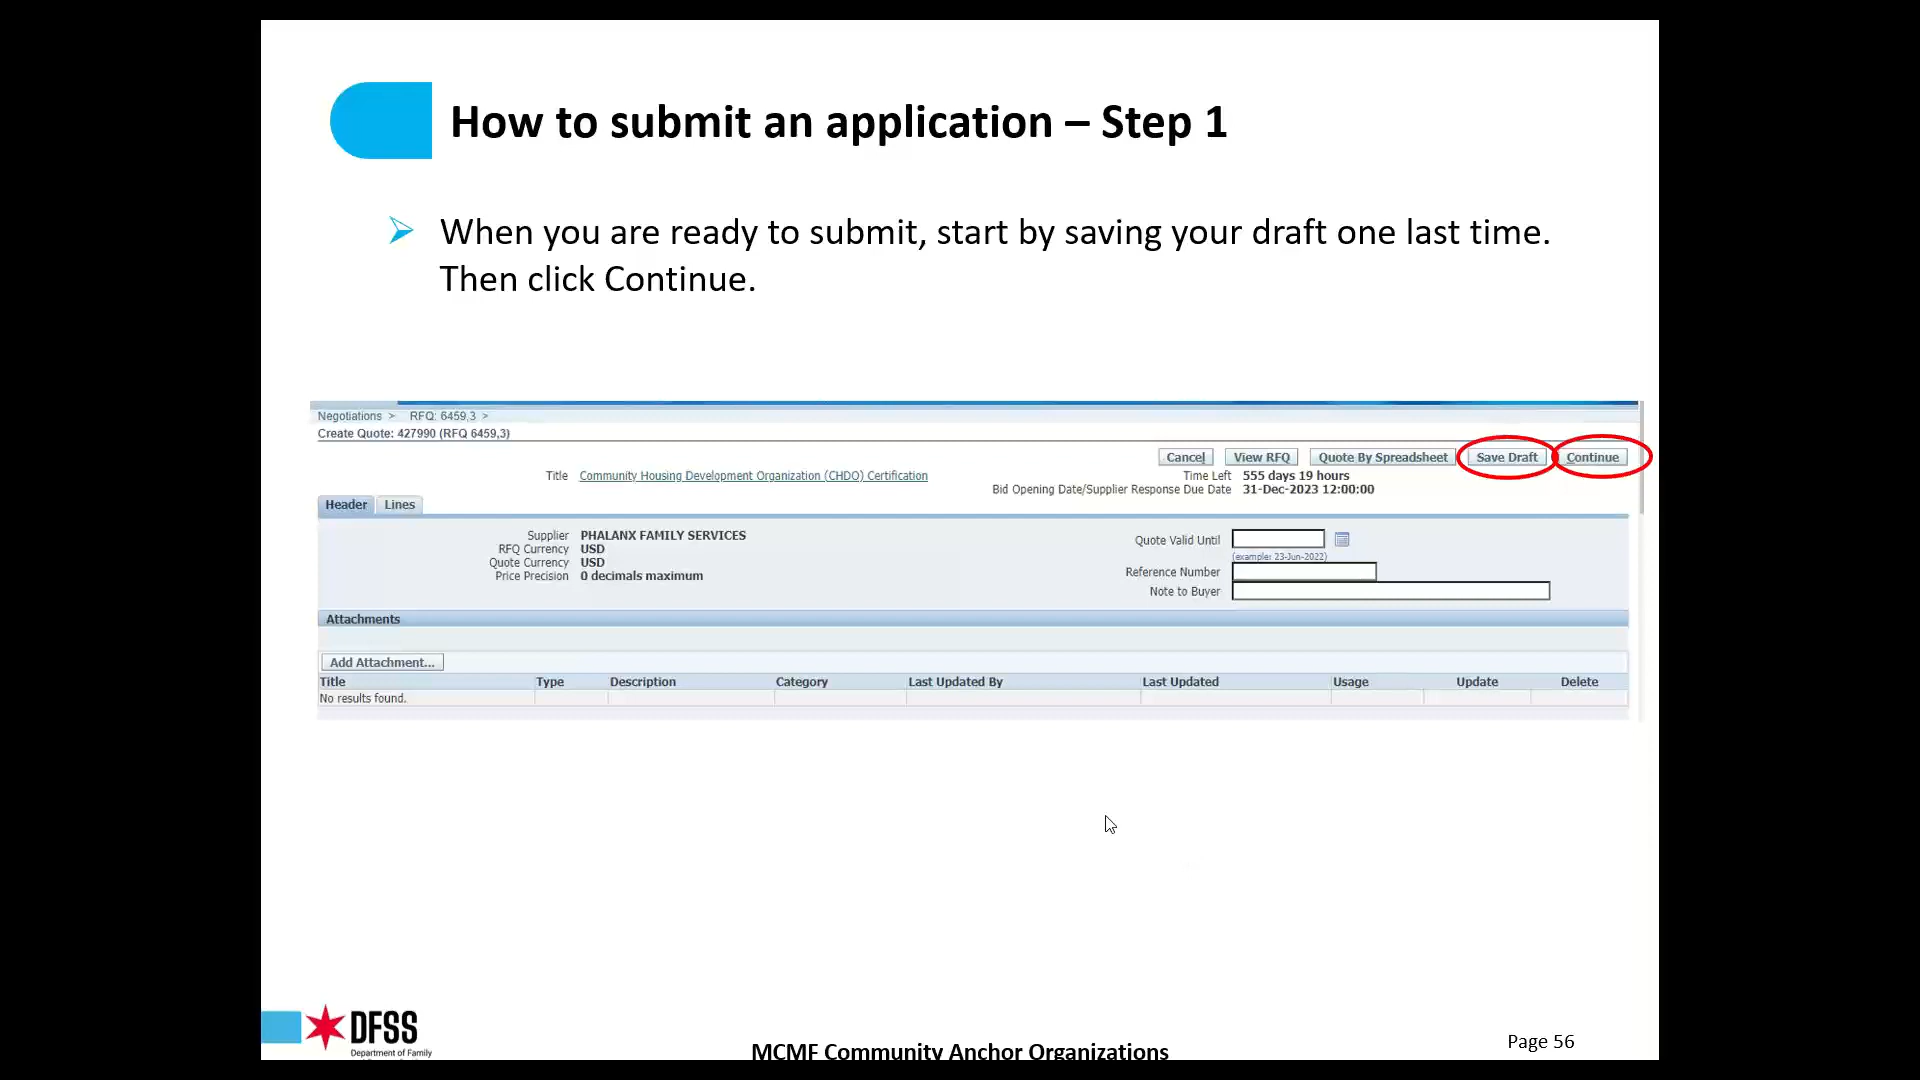 How to submit an application – Step 1
When you are ready to submit, start by saving your draft one last time.
Then click Continue.
Negotiations > RFQ: 6459,3 >
Create Quote: 427990 (RFQ 6459,3)
Cancel View RFQ Quote By Spreadsheet Save Draft Continue
Title Community Housing Development Organization (CHDO) Certification
Time Left 555 days 19 hours
Bid Opening Date/Supplier Response Due Date 31-Dec-2023 12:00:00
Header Lines
Supplier PHALANX FAMILY SERVICES
RFQ Currency USD
Quote Currency USD
Price Precision 0 decimals maximum
Quote Valid Until
(example: 23-Jun-2022)
Reference Number
Note to Buyer
Attachments
Add Attachment...
Title Type Description Category Last Updated By Last Updated Usage Update Delete
No results found.
DFSS
Department of Family
MCMF Community Anchor Organizations
Page 56